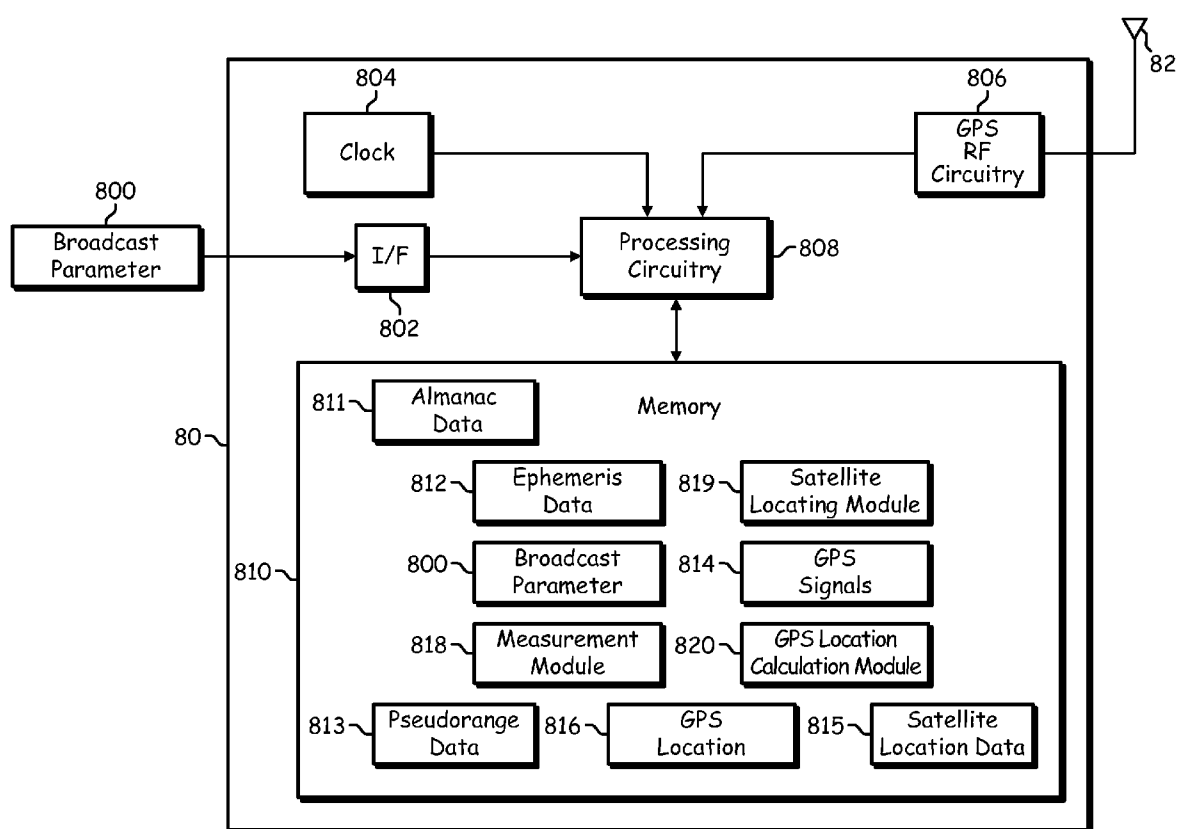 82
804
Clock
806
GPS
RF
Circuitry
800
Broadcast
Parameter
I/F
802
Processing
Circuitry
808
80
810
Memory
811
Almanac
Data
812
Ephemeris
Data
819
Satellite
Locating Module
800
Broadcast
Parameter
814
GPS
Signals
818
Measurement
Module
820
GPS Location
Calculation Module
813
Pseudorange
Data
816
GPS
Location
815
Satellite
Location Data